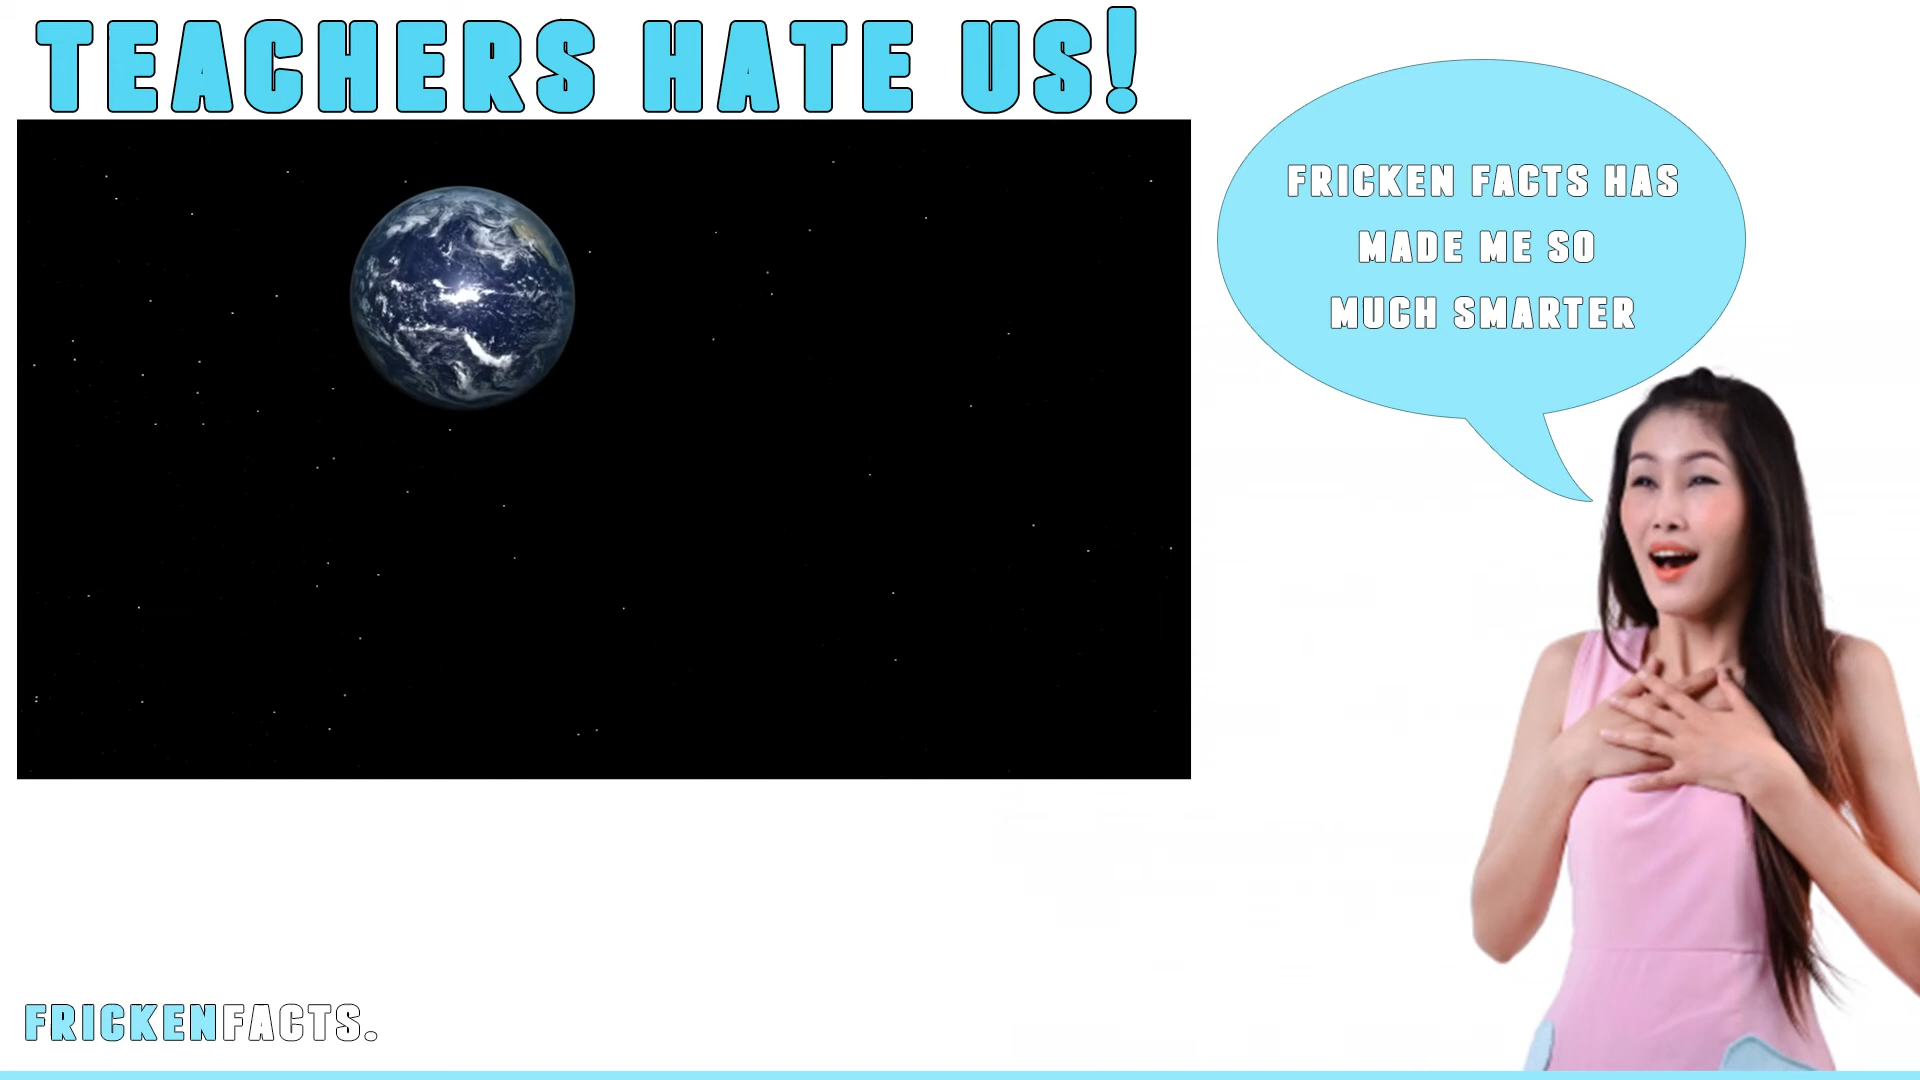 TEACHERS HATE US!
FRICKEN FACTS HAS
MADE ME SO
MUCH SMARTER
FRICKENFACTS.